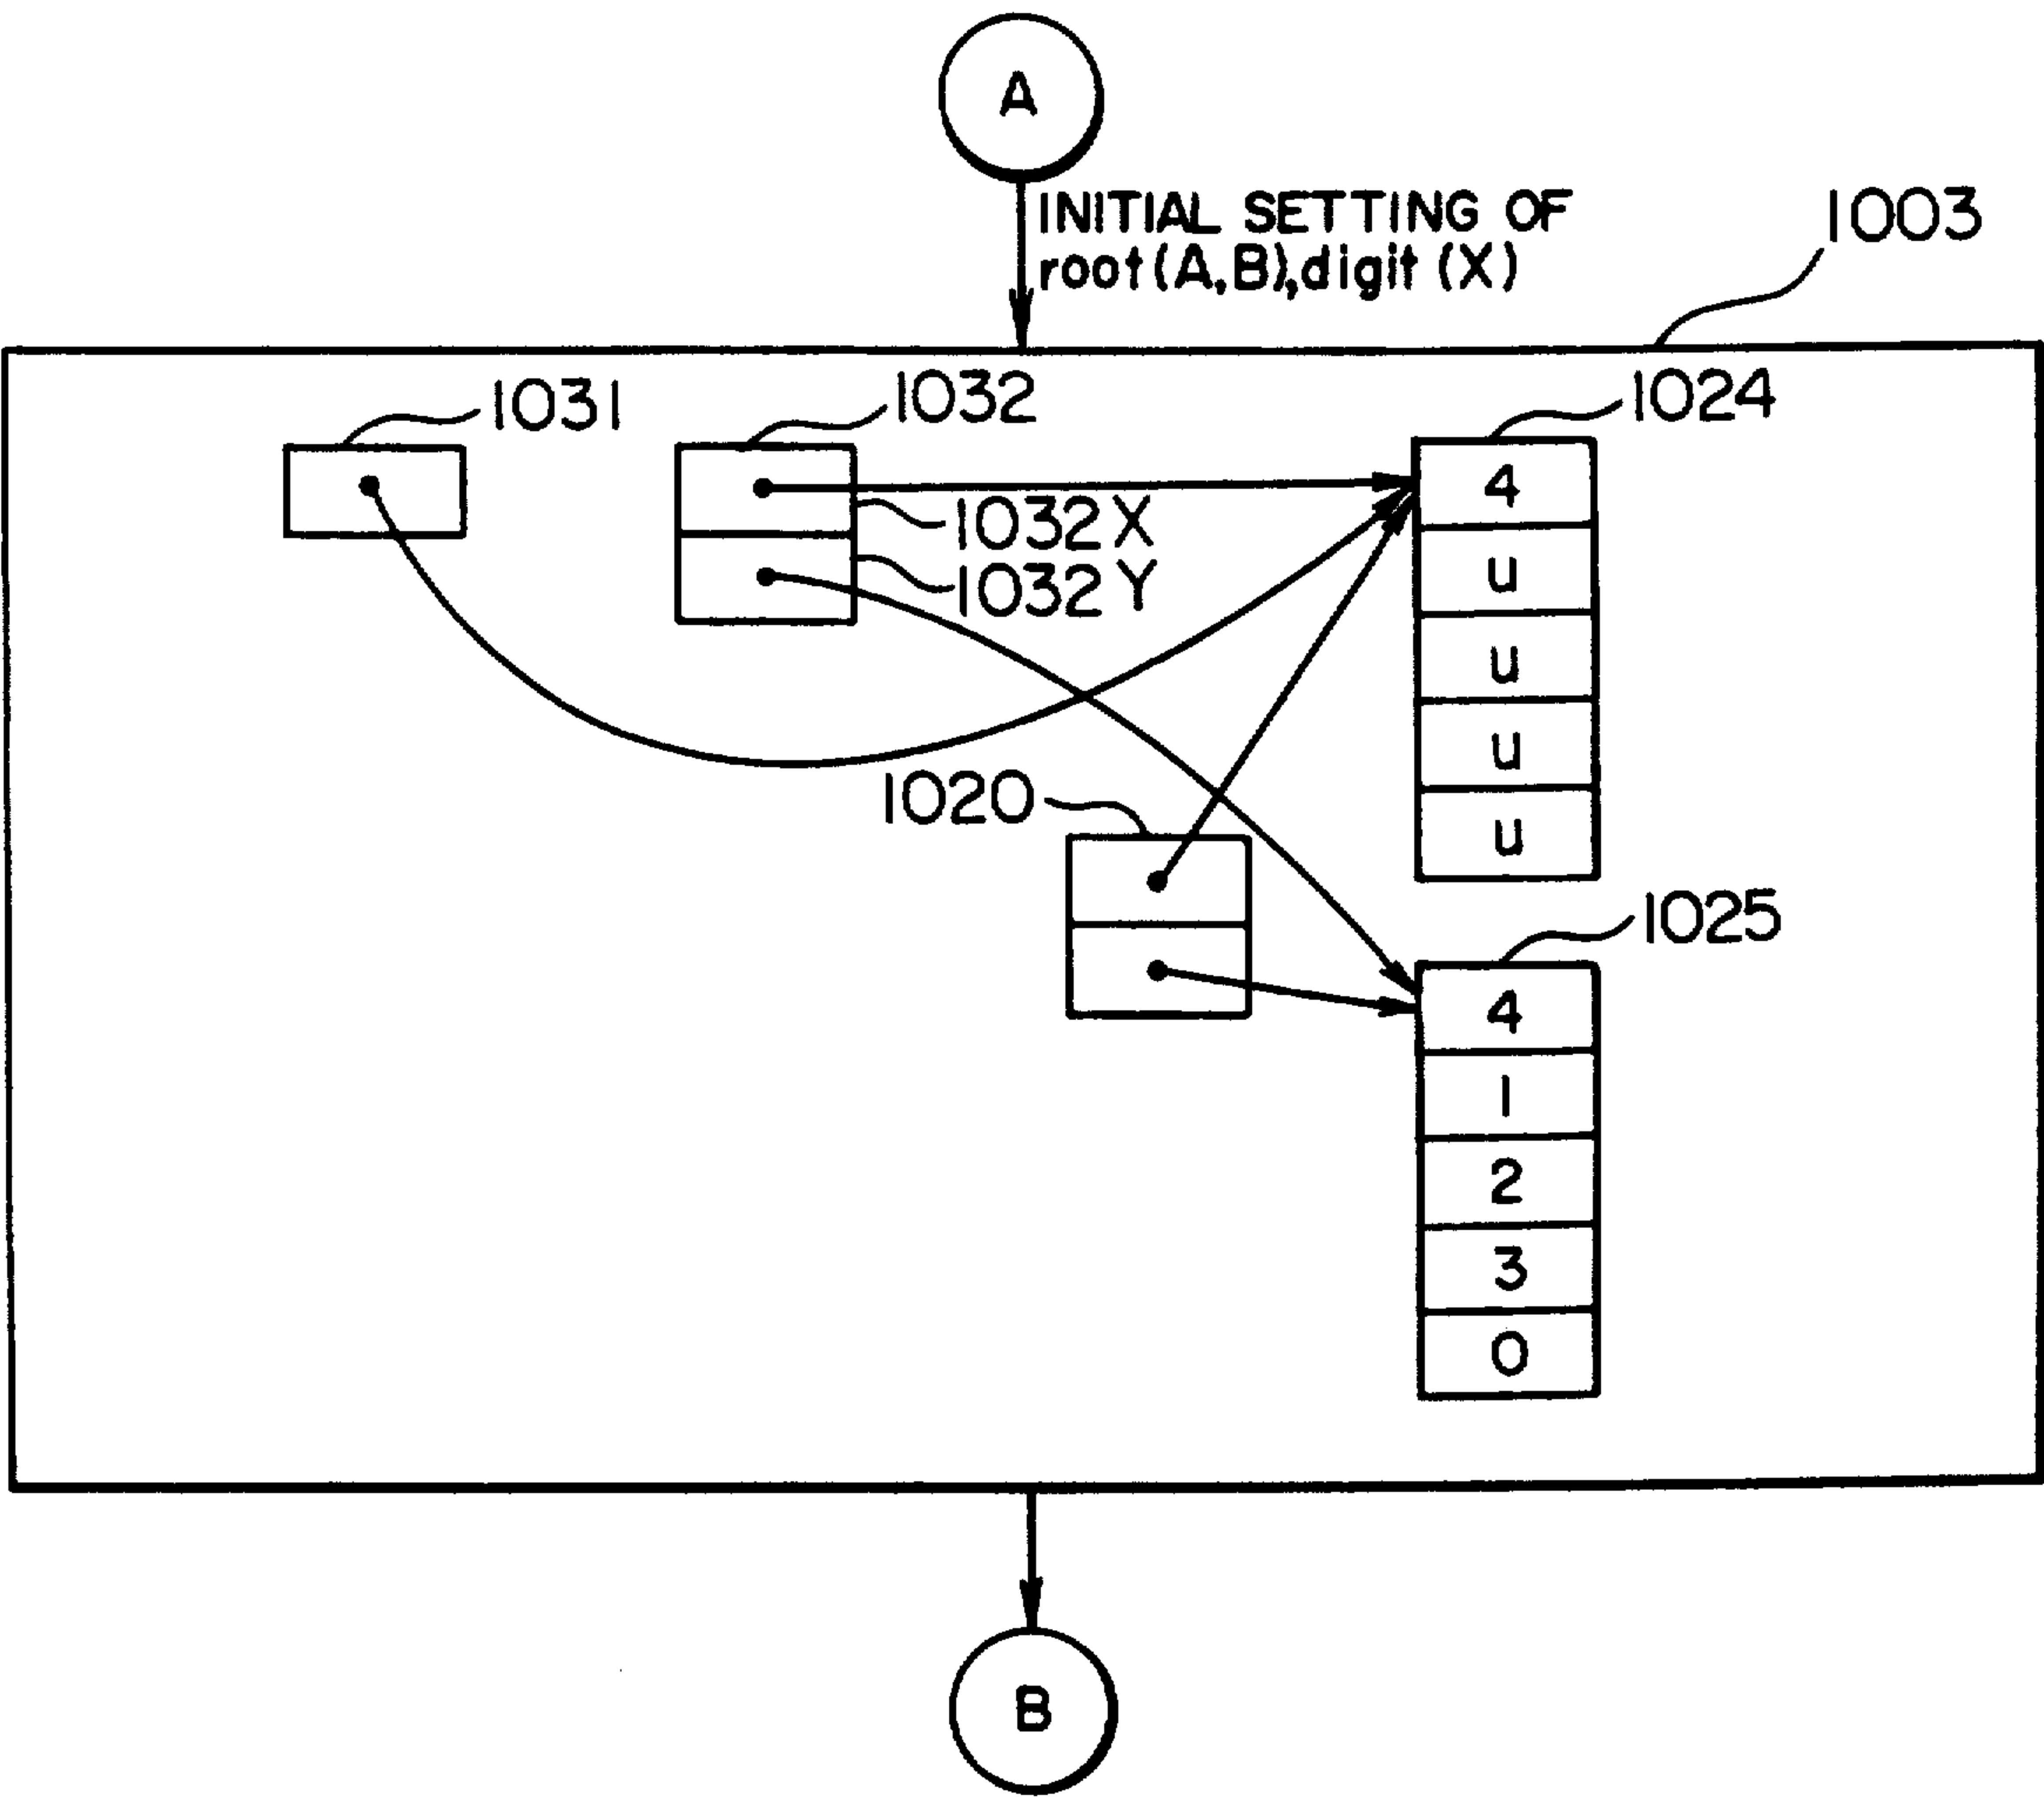 A
INITIAL SETTING OF
root(A,B),digit(X)
1003
1031
1032
1024
1032X
1032Y
4
u
u
u
u
1020
1025
4
1
2
3
0
B